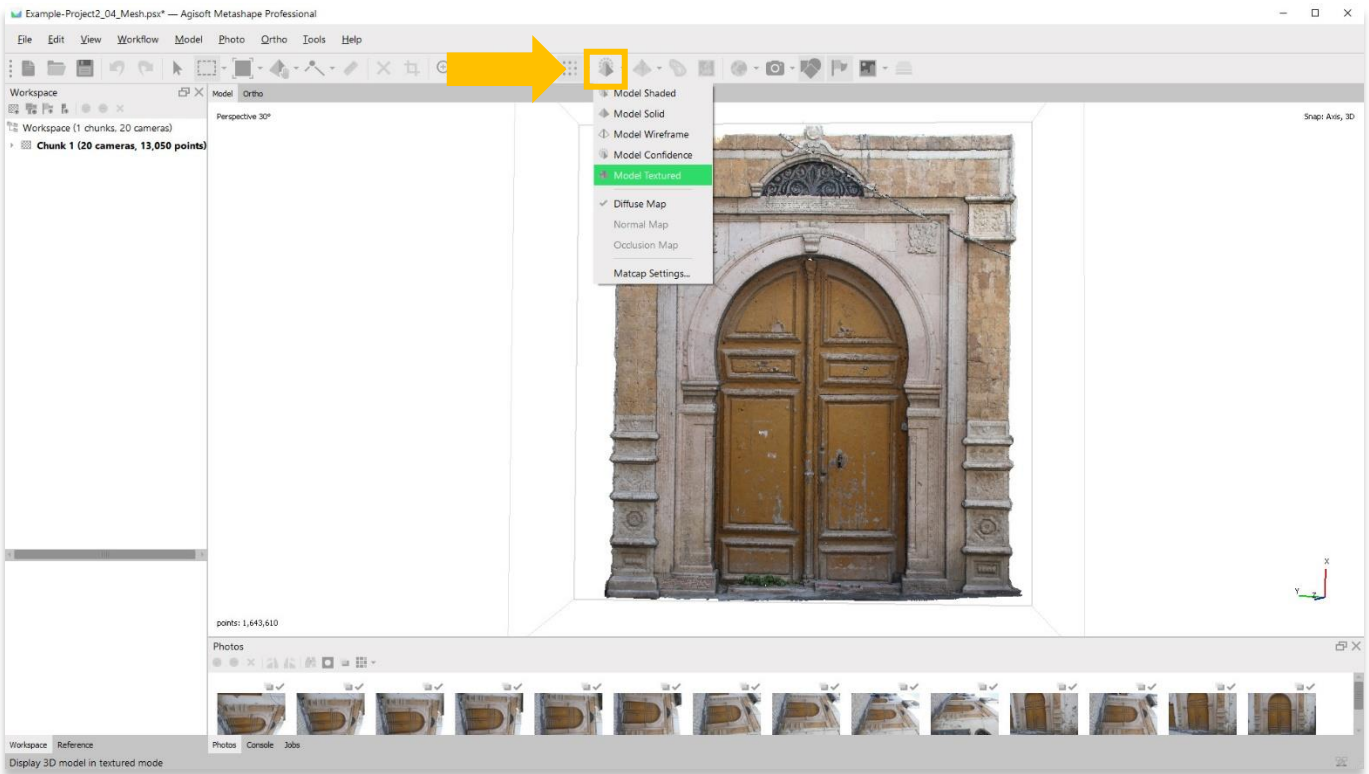 Example-Project2_04_Mesh.psx* — Agisoft Metashape Professional
File Edit View Workflow Model Photo Ortho Tools Help
Workspace
Model Ortho
Model Shaded
Perspective 30°
Snap: Axis, 3D
Workspace (1 chunks, 20 cameras)
Model Solid
Model Wireframe
Chunk 1 (20 cameras, 13,050 points)
Model Confidence
Model Textured
Diffuse Map
Normal Map
Occlusion Map
Matcap Settings...
X
Y
Z
points: 1,643,610
Photos
Workspace Reference
Photos Console Jobs
Display 3D model in textured mode